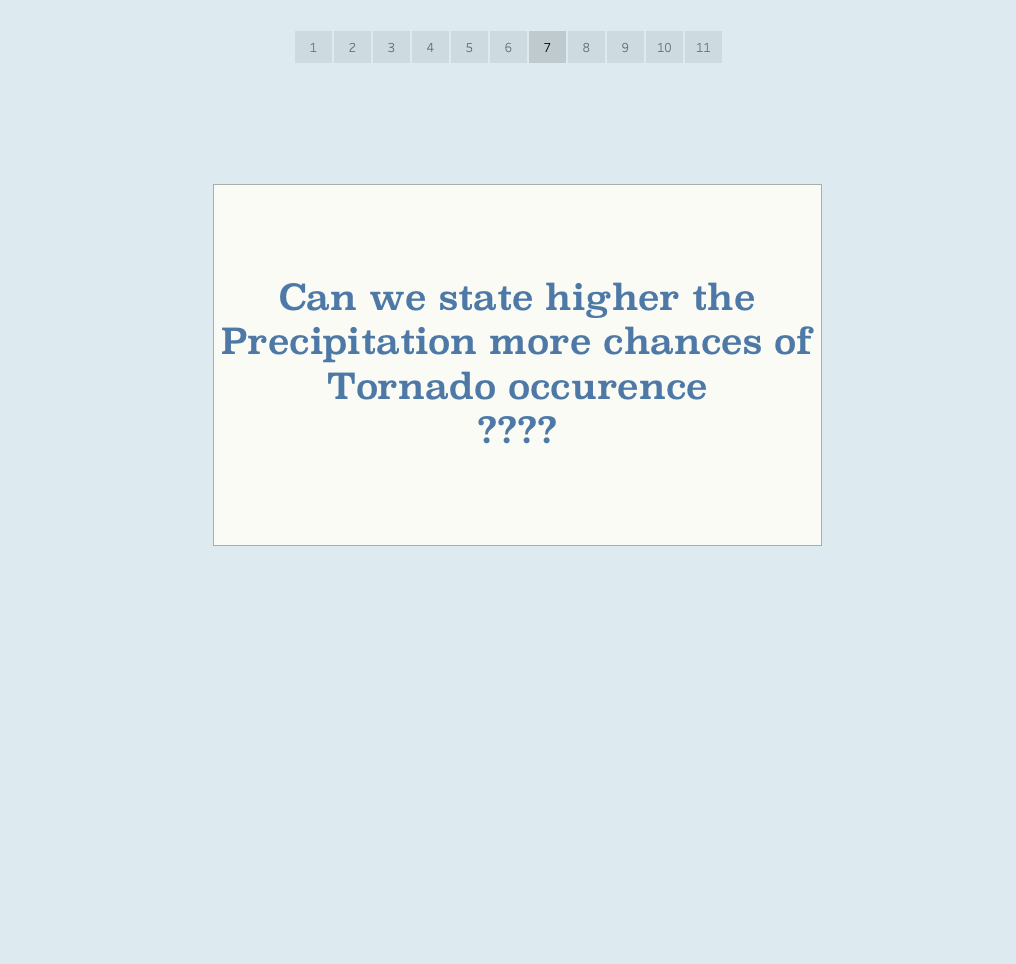 1 2 3 4 5 6 7 8 9 10 11
Can we state higher the
Precipitation more chances of
Tornado occurence
????